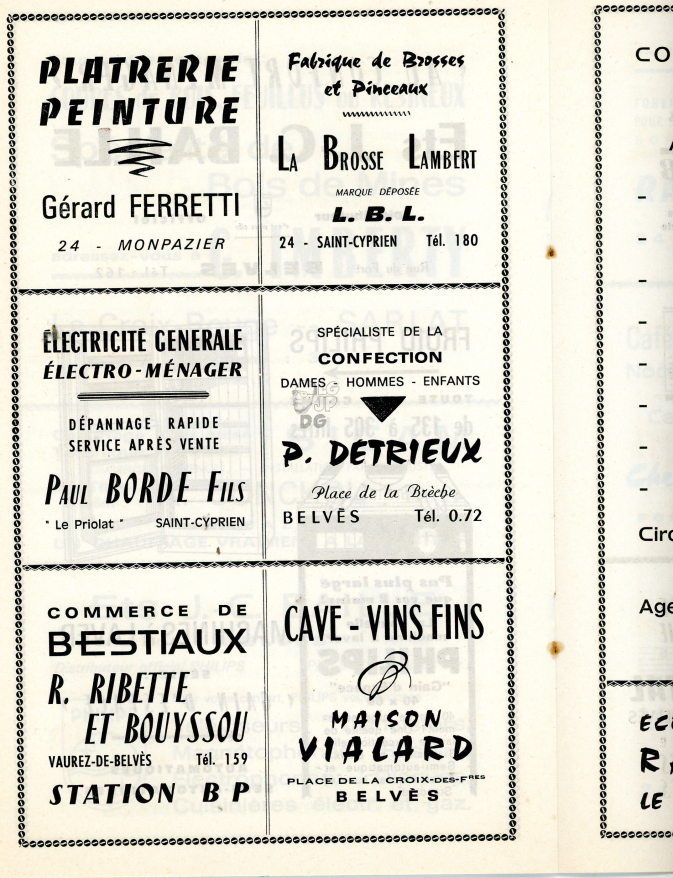 PLATRERIE
PEINTURE
Gérard FERRETTI
24 - MONPAZIER
Fabrique de Brosses
et Pinceaux
LA BROSSE LAMBERT
MARQUE DÉPOSÉE
L. B. L.
24 - SAINT-CYPRIEN Tél. 180
ÉLECTRICITÉ GENERALE
ÉLECTRO-MÉNAGER
DÉPANNAGE RAPIDE
SERVICE APRÈS VENTE
PAUL BORDE FILS
" Le Priolat " SAINT-CYPRIEN
SPÉCIALISTE DE LA
CONFECTION
DAMES - HOMMES - ENFANTS
P. DETRIEUX
Place de la Brèche
BELVÈS Tél. 0.72
COMMERCE DE
BESTIAUX
R. RIBETTE
ET BOUYSSOU
VAUREZ-DE-BELVÈS Tél. 159
STATION BP
CAVE - VINS FINS
MAISON
VIALARD
PLACE DE LA CROIX-DES-FRES
BELVÈS
CO
-
-
-
-
-
-
-
Circ
Age
LE